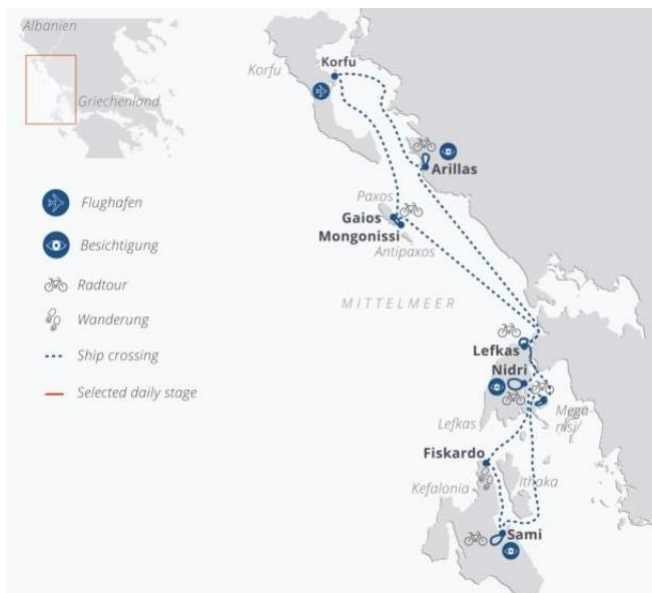 Albanien
Griechenland
Korfu
Korfu
Arillas
Paxos
Gaios
Mongonissi
Antipaxos
Flughafen
Besichtigung
Radtour
Wanderung
Ship crossing
Selected daily stage
MITTELMEER
Lefkas
Nidri
Mega
nisi
Lefkas
Fiskardo
Kefalonia
Ithaka
Sami